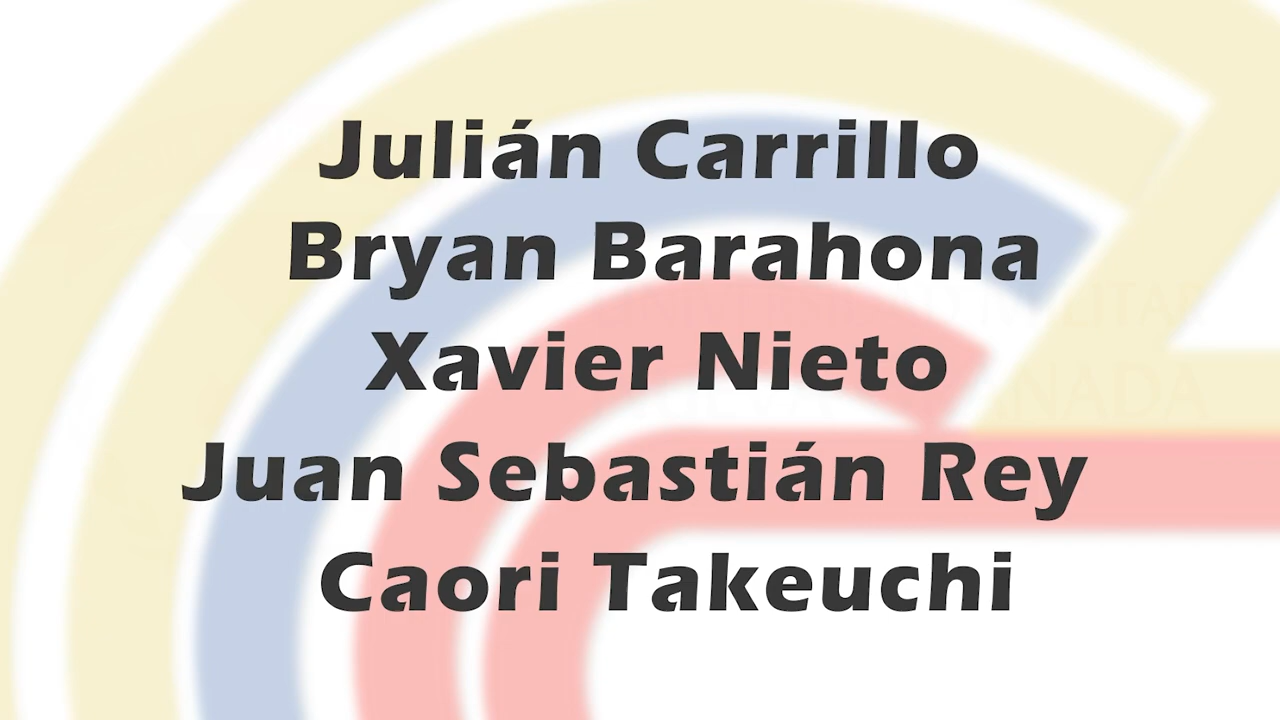 Julián Carrillo
Bryan Barahona
Xavier Nieto
Juan Sebastián Rey
Caori Takeuchi